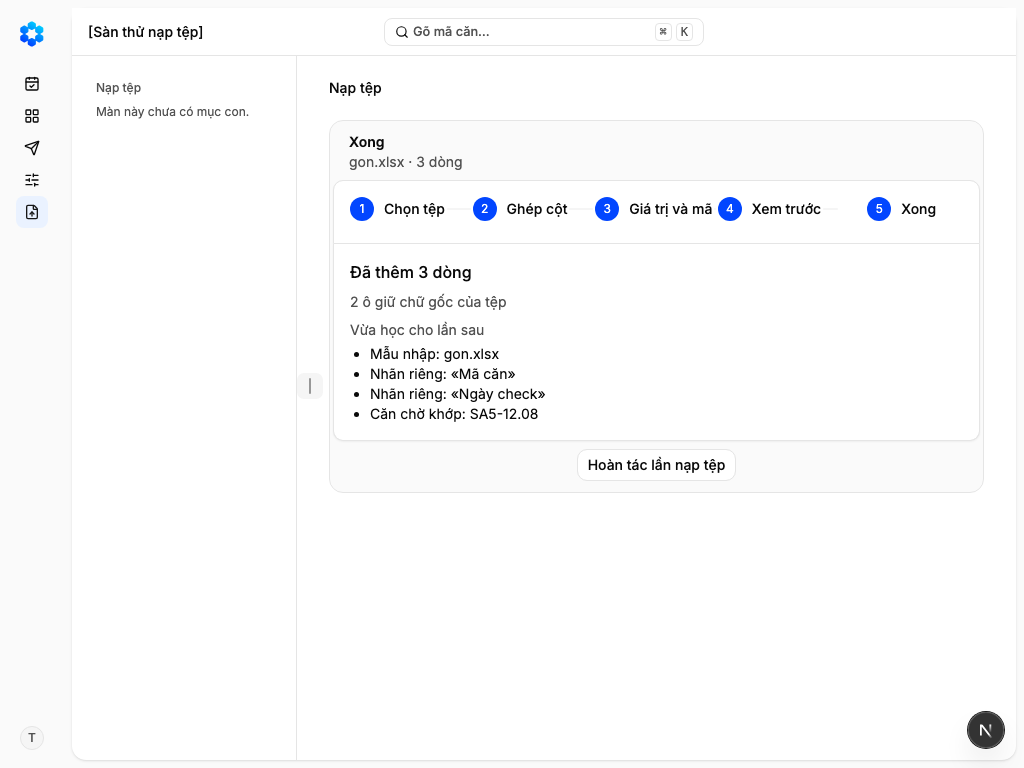 [Sàn thử nạp tệp]
Gõ mã căn...
⌘ K
Nạp tệp
Màn này chưa có mục con.
Nạp tệp
Xong
gon.xlsx · 3 dòng
1 Chọn tệp 2 Ghép cột 3 Giá trị và mã 4 Xem trước 5 Xong
Đã thêm 3 dòng
2 ô giữ chữ gốc của tệp
Vừa học cho lần sau
Mẫu nhập: gon.xlsx
Nhãn riêng: «Mã căn»
Nhãn riêng: «Ngày check»
Căn chờ khớp: SA5-12.08
Hoàn tác lần nạp tệp
T
N